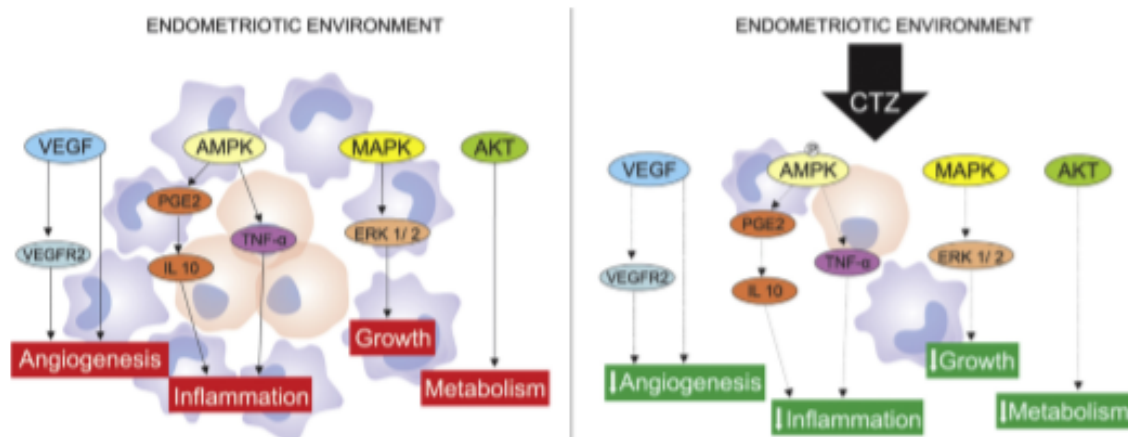 ENDOMETRIOTIC ENVIRONMENT
VEGF
AMPK
MAPK
AKT
PGE2
VEGFR2
TNF-α
ERK 1/ 2
IL 10
Growth
Angiogenesis
Inflammation
Metabolism
ENDOMETRIOTIC ENVIRONMENT
CTZ
P
VEGF
AMPK
MAPK
AKT
PGE2
VEGFR2
TNF-α
ERK 1/ 2
IL 10
↓Growth
↓Angiogenesis
↓Inflammation
↓Metabolism